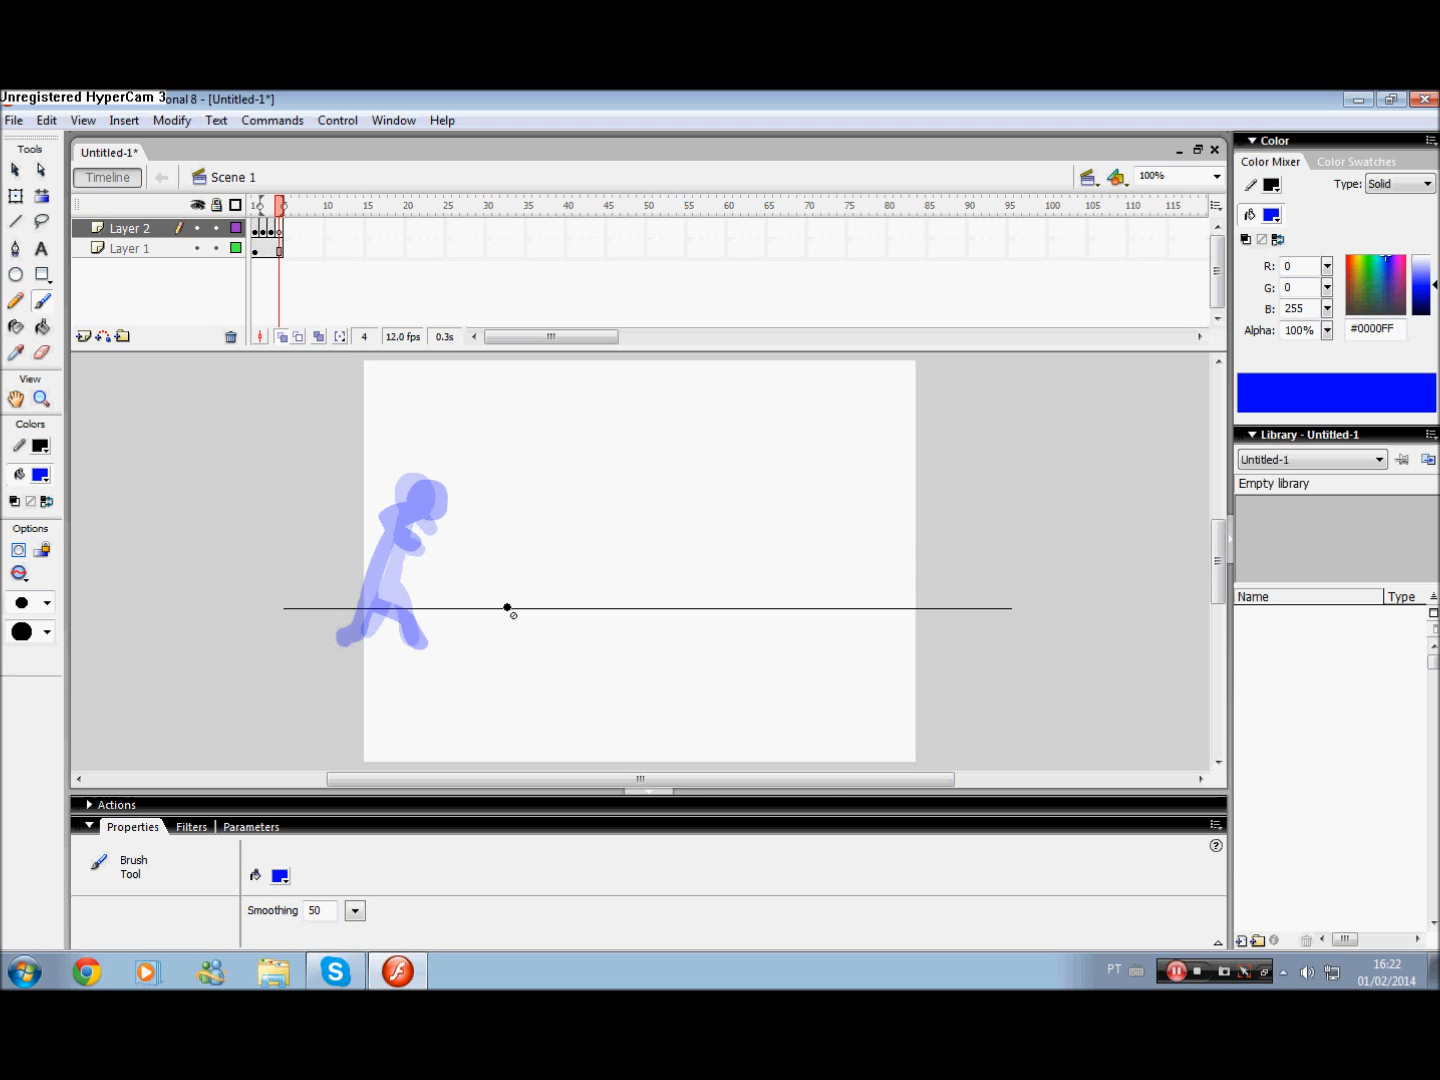 Unregistered HyperCam 3onal 8 - [Untitled-1*]
File Edit View Insert Modify Text Commands Control Window Help
Tools
Untitled-1*
Timeline
Scene 1
100%
1 10 15 20 25 30 35 40 45 50 55 60 65 70 75 80 85 90 95 100 105 110 115
Layer 2
Layer 1
4 12.0 fps 0.3s
View
Colors
Options
Color
Color Mixer Color Swatches
Type: Solid
R: 0
G: 0
B: 255
Alpha: 100% #0000FF
Library - Untitled-1
Untitled-1
Empty library
Name Type
Actions
Properties Filters Parameters
Brush
Tool
Smoothing 50
PT
16:22
01/02/2014